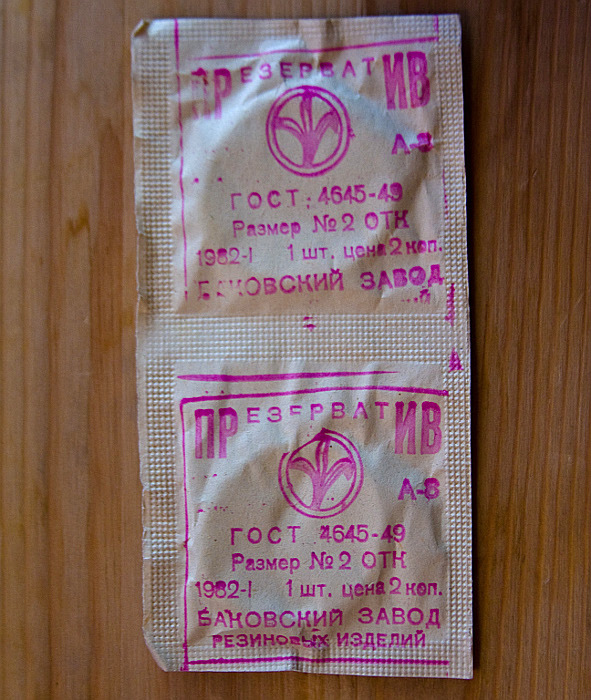 ПРЕЗЕРВАТИВ
А-8
ГОСТ 4645-49
Размер №2 ОТК
1982-I 1 шт. цена 2 коп.
БАКОВСКИЙ ЗАВОД
ПРЕЗЕРВАТИВ
А-8
ГОСТ 4645-49
Размер №2 ОТК
1982-I 1 шт. цена 2 коп.
БАКОВСКИЙ ЗАВОД
РЕЗИНОВЫХ ИЗДЕЛИЙ